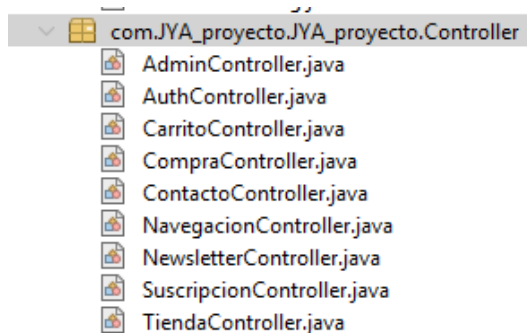 com.JYA_proyecto.JYA_proyecto.Controller
AdminController.java
AuthController.java
CarritoController.java
CompraController.java
ContactoController.java
NavegacionController.java
NewsletterController.java
SuscripcionController.java
TiendaController.java